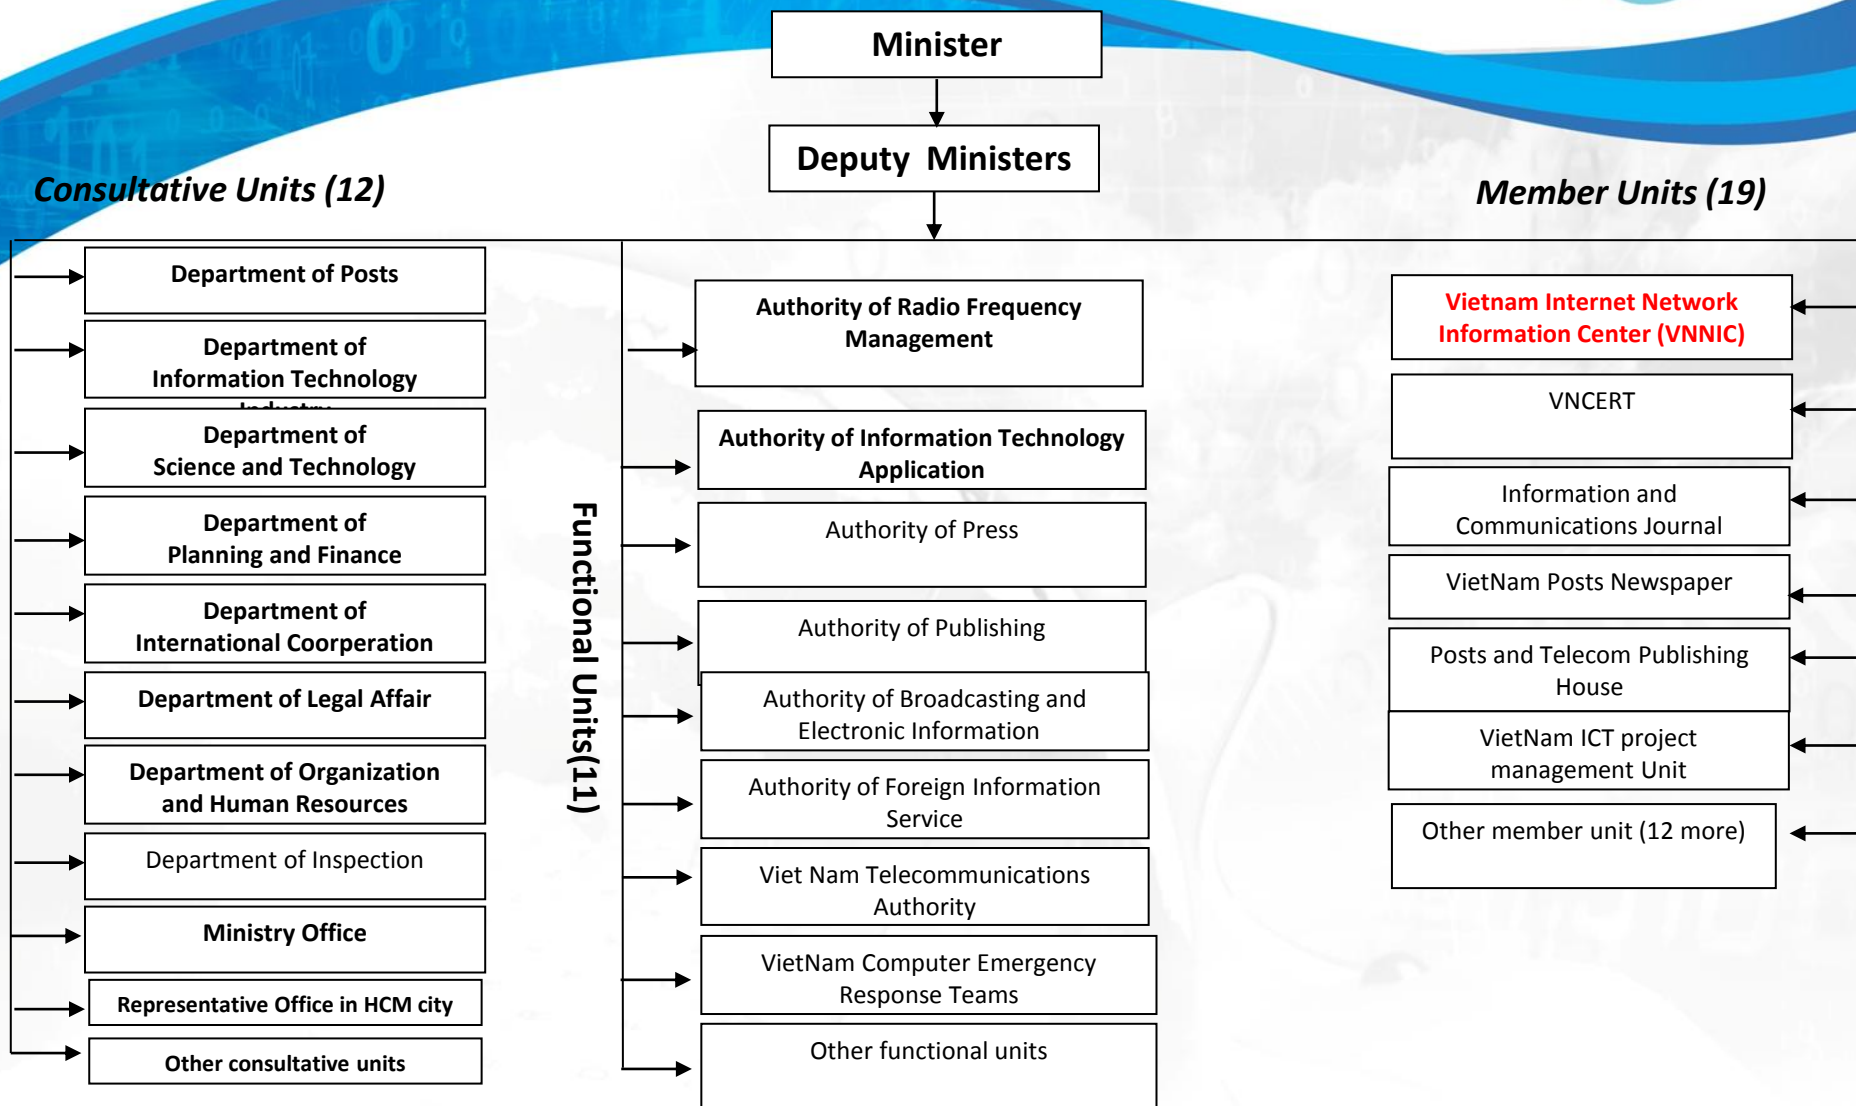 Minister
Deputy Ministers
Consultative Units (12)
Member Units (19)
Department of Posts
Department of
Information Technology
Industry
Department of
Science and Technology
Department of
Planning and Finance
Department of
International Coorperation
Department of Legal Affair
Department of Organization
and Human Resources
Department of Inspection
Ministry Office
Representative Office in HCM city
Other consultative units
Functional Units(11)
Authority of Radio Frequency
Management
Authority of Information Technology
Application
Authority of Press
Authority of Publishing
Authority of Broadcasting and
Electronic Information
Authority of Foreign Information
Service
Viet Nam Telecommunications
Authority
VietNam Computer Emergency
Response Teams
Other functional units
Vietnam Internet Network
Information Center (VNNIC)
VNCERT
Information and
Communications Journal
VietNam Posts Newspaper
Posts and Telecom Publishing
House
VietNam ICT project
management Unit
Other member unit (12 more)